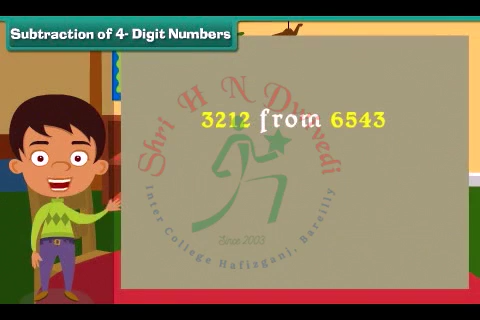 Subtraction of 4- Digit Numbers
3212 from 6543
Shri H N Dwivedi
Inter College Hafizganj, Bareilly
Since 2003